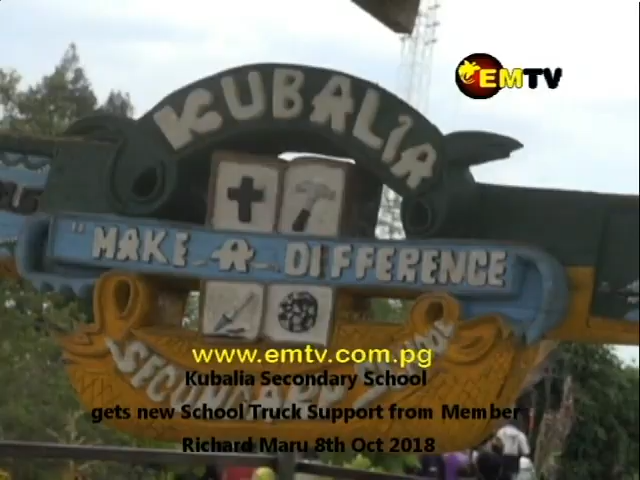 EMTV
KUBALIA
"MAKE-A-DIFFERENCE
SECONDARY SCHOOL
www.emtv.com.pg
Kubalia Secondary School
gets new School Truck Support from Member
Richard Maru 8th Oct 2018